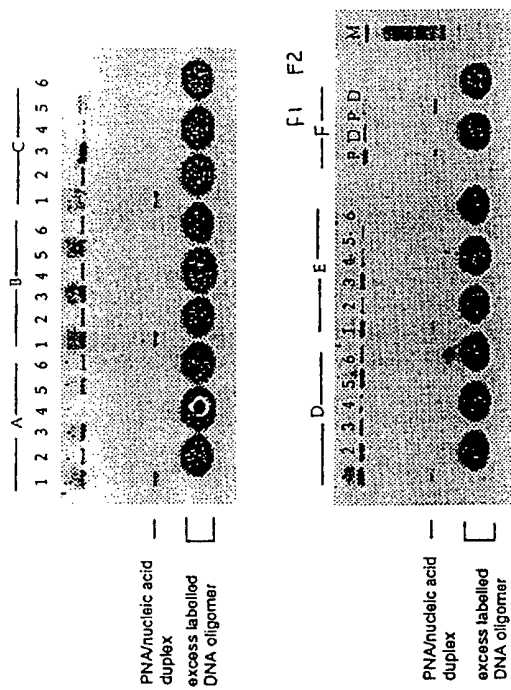 A B C
1 2 3 4 5 6 1 2 3 4 5 6 1 2 3 4 5 6
PNA/nucleic acid
duplex
excess labelled
DNA oligomer
F1 F2
D E F M
1 2 3 4 5 6 1 2 3 4 5 6 P D P D
PNA/nucleic acid
duplex
excess labelled
DNA oligomer